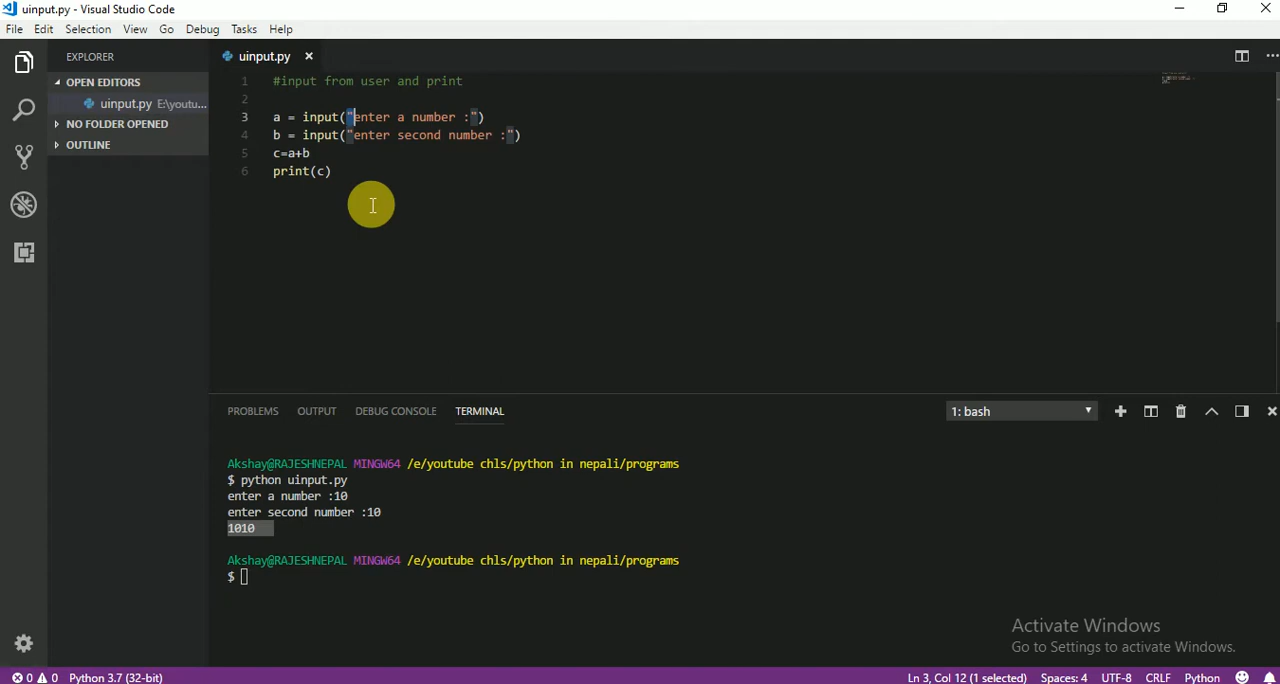 uinput.py - Visual Studio Code
File Edit Selection View Go Debug Tasks Help
EXPLORER
OPEN EDITORS
uinput.py E:\youtu...
NO FOLDER OPENED
OUTLINE
uinput.py
1 #input from user and print
2
3 a = input("enter a number :")
4 b = input("enter second number :")
5 c=a+b
6 print(c)
PROBLEMS OUTPUT DEBUG CONSOLE TERMINAL 1: bash
Akshay@RAJESHNEPAL MINGW64 /e/youtube chls/python in nepali/programs
$ python uinput.py
enter a number :10
enter second number :10
1010
Akshay@RAJESHNEPAL MINGW64 /e/youtube chls/python in nepali/programs
$
Activate Windows
Go to Settings to activate Windows.
0 0 Python 3.7 (32-bit) Ln 3, Col 12 (1 selected) Spaces: 4 UTF-8 CRLF Python